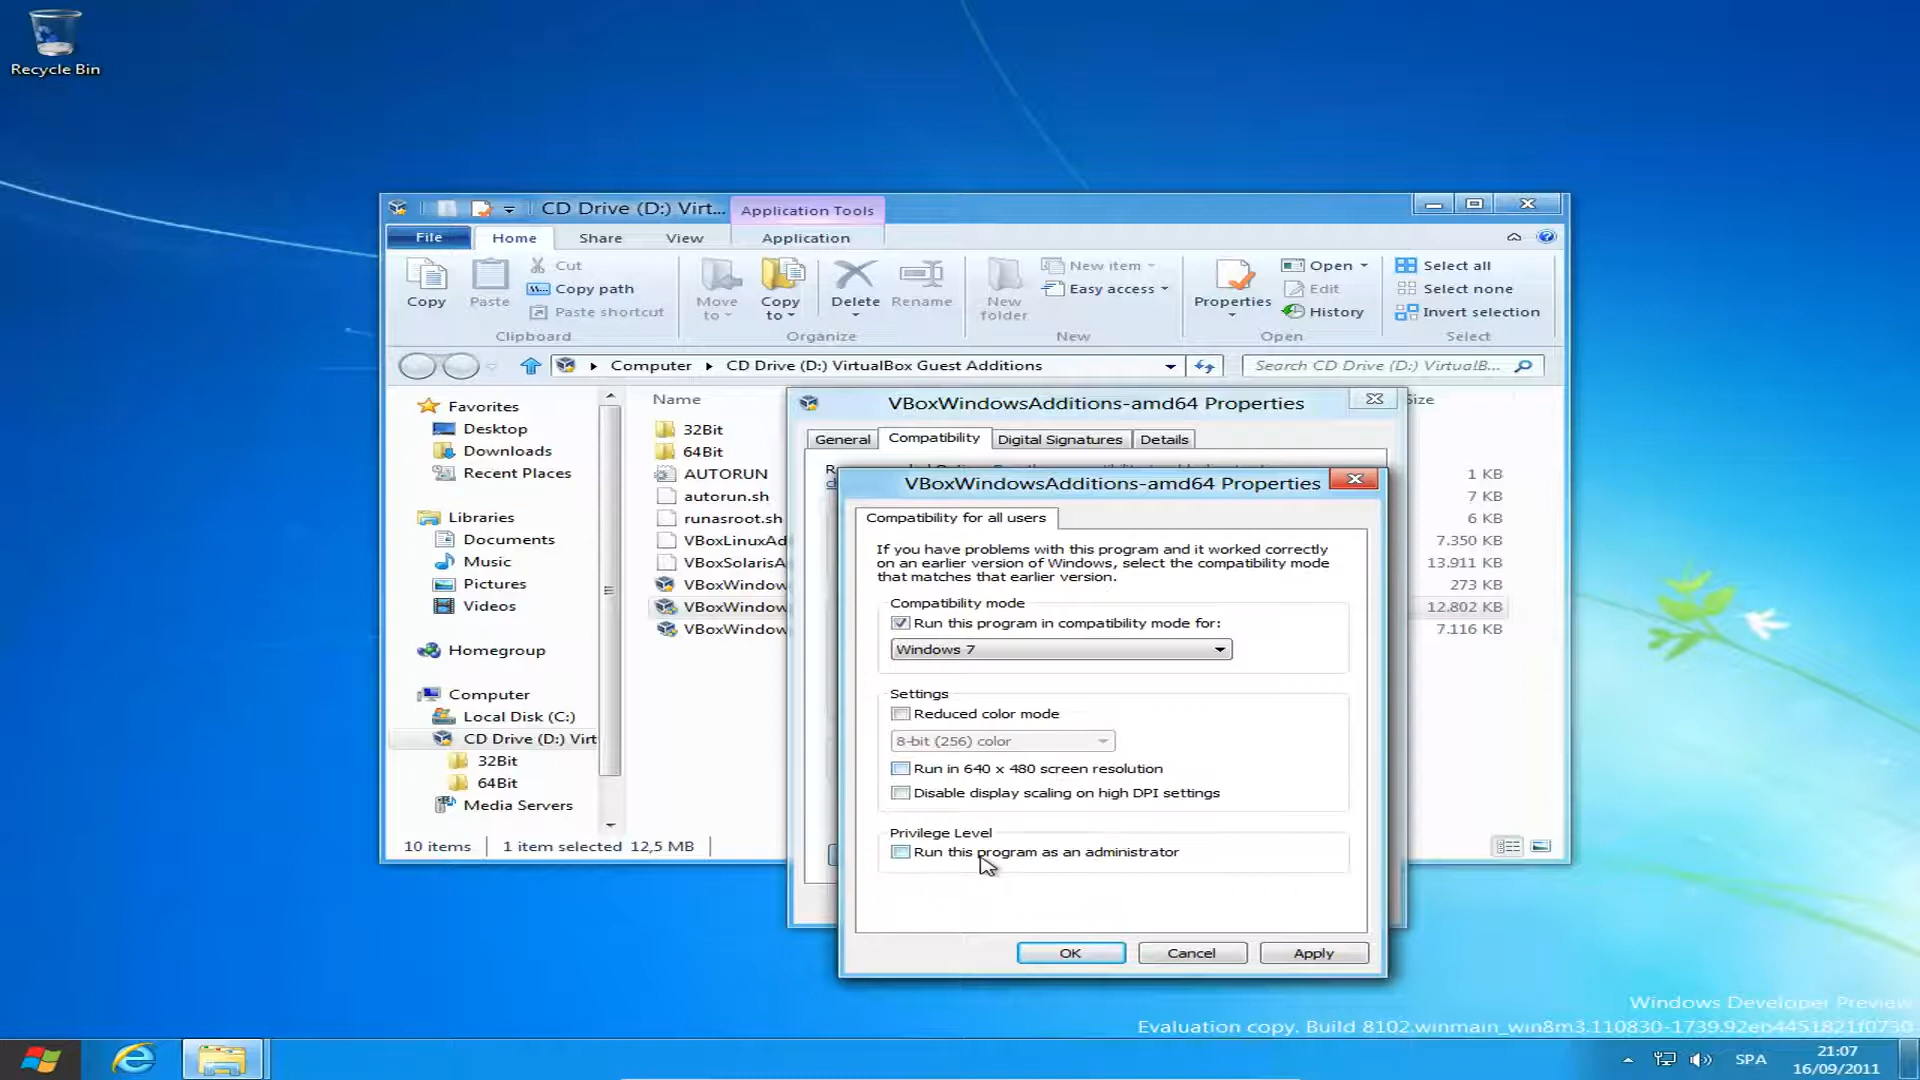 Recycle Bin
CD Drive (D:) Virt...
Application Tools
File
Home
Share
View
Application
Copy
Paste
Cut
Copy path
Paste shortcut
Clipboard
Move to
Copy to
Delete
Rename
Organize
New folder
New item
Easy access
New
Properties
Open
Edit
History
Open
Select all
Select none
Invert selection
Select
Computer
CD Drive (D:) VirtualBox Guest Additions
Search CD Drive (D:) VirtualB...
Favorites
Desktop
Downloads
Recent Places
Libraries
Documents
Music
Pictures
Videos
Homegroup
Computer
Local Disk (C:)
CD Drive (D:) Virt
32Bit
64Bit
Media Servers
Name
Size
32Bit
64Bit
AUTORUN
1 KB
autorun.sh
7 KB
runasroot.sh
6 KB
VBoxLinuxAd
7.350 KB
VBoxSolarisA
13.911 KB
VBoxWindow
273 KB
VBoxWindow
12.802 KB
VBoxWindow
7.116 KB
10 items
1 item selected 12,5 MB
VBoxWindowsAdditions-amd64 Properties
General
Compatibility
Digital Signatures
Details
VBoxWindowsAdditions-amd64 Properties
Compatibility for all users
If you have problems with this program and it worked correctly
on an earlier version of Windows, select the compatibility mode
that matches that earlier version.
Compatibility mode
Run this program in compatibility mode for:
Windows 7
Settings
Reduced color mode
8-bit (256) color
Run in 640 x 480 screen resolution
Disable display scaling on high DPI settings
Privilege Level
Run this program as an administrator
OK
Cancel
Apply
Windows Developer Preview
Evaluation copy. Build 8102.winmain_win8m3.110830-1739.92eb4451821f0730
SPA
21:07
16/09/2011